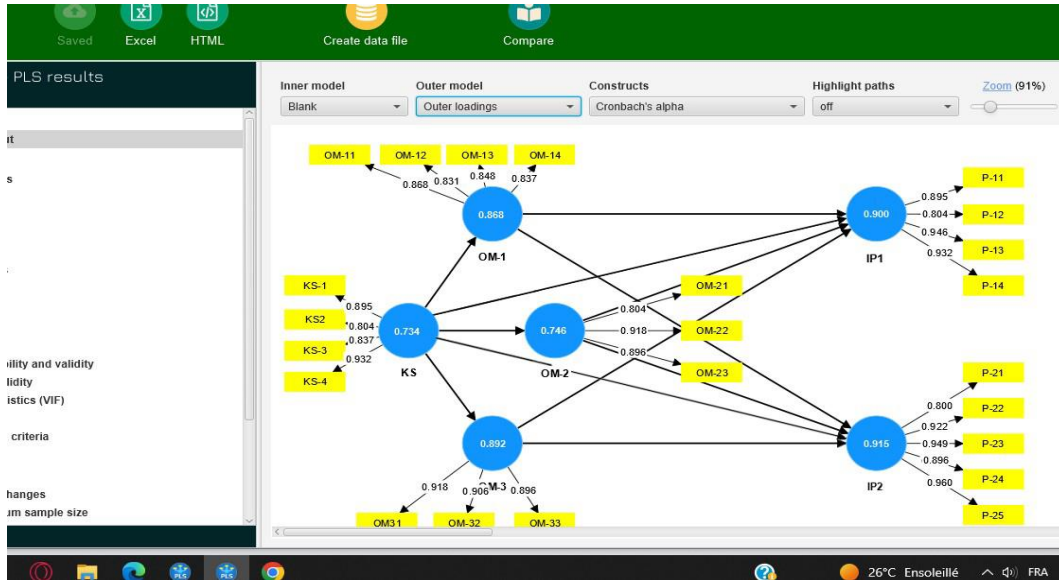 Saved Excel HTML Create data file Compare
PLS results
Inner model Outer model Constructs Highlight paths Zoom (91%)
Blank Outer loadings Cronbach's alpha off
OM-11 OM-12 OM-13 OM-14
0.868 0.831 0.848 0.837
0.868
OM-1
P-11
0.895
0.900
0.804
P-12
0.946
P-13
0.932
IP1
P-14
KS-1
0.895
KS2
0.804
KS-3
0.837
KS-4
0.932
0.734
KS
0.746
OM-2
OM-21
0.804
0.918
OM-22
0.896
OM-23
P-21
0.800
P-22
0.922
0.915
0.949
P-23
0.896
P-24
0.960
IP2
P-25
0.892
OM-3
0.918 0.906 0.896
OM31 OM-32 OM-33
ility and validity
lidity
istics (VIF)
criteria
hanges
um sample size
PLS PLS
26°C Ensoleillé FRA